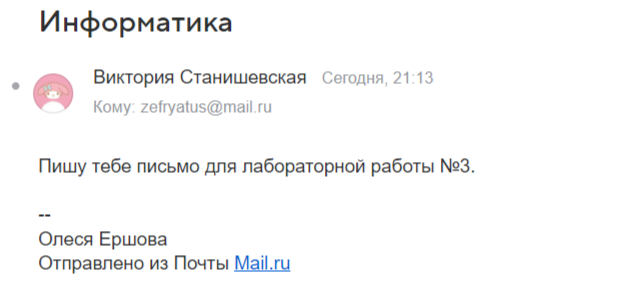 Информатика
Виктория Станишевская Сегодня, 21:13
Кому: zefryatus@mail.ru
Пишу тебе письмо для лабораторной работы №3.
--
Олеся Ершова
Отправлено из Почты Mail.ru